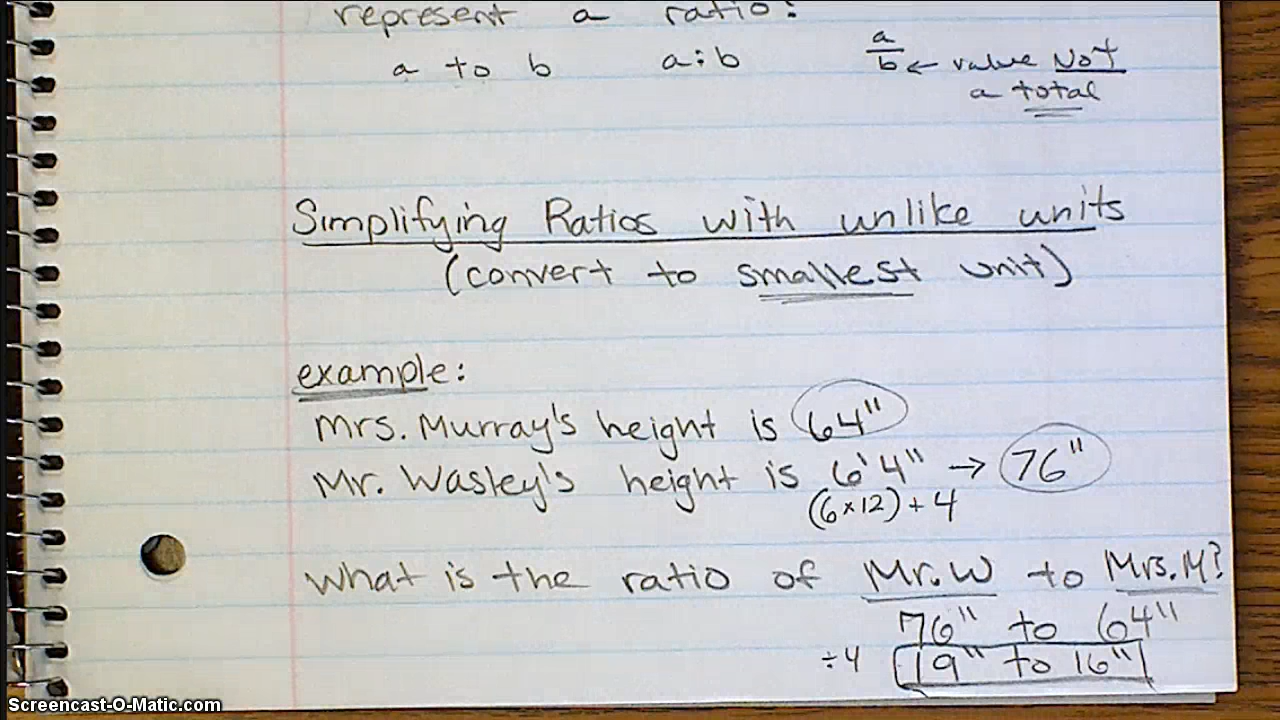 represent a ratio:
a to b a:b a/b ← value Not
a total
Simplifying Ratios with unlike units
(convert to smallest unit)
example:
Mrs. Murray's height is 64"
Mr. Wasley's height is 6'4" → 76"
(6×12) + 4
What is the ratio of Mr. W to Mrs. M?
76" to 64"
÷4 19" to 16"
Screencast-O-Matic.com